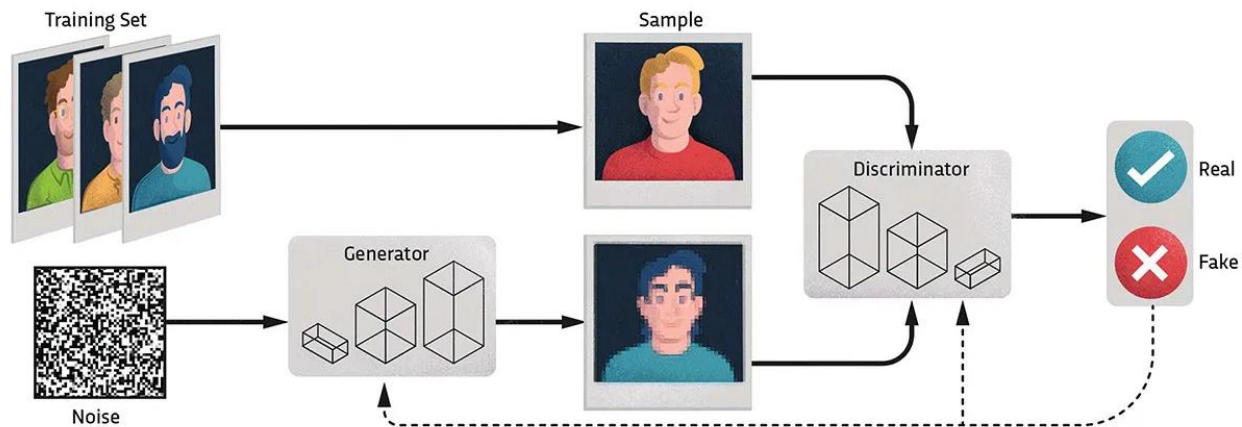 Training Set
Sample
Discriminator
Real
Generator
Fake
Noise